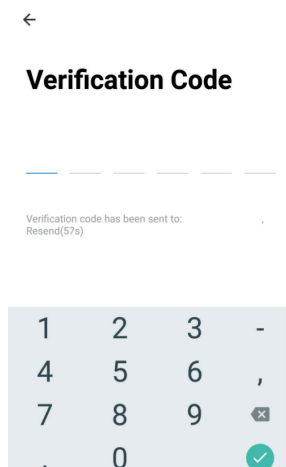 Verification Code
Verification code has been sent to: ,
Resend(57s)
1 2 3 -
4 5 6 ,
7 8 9
. 0